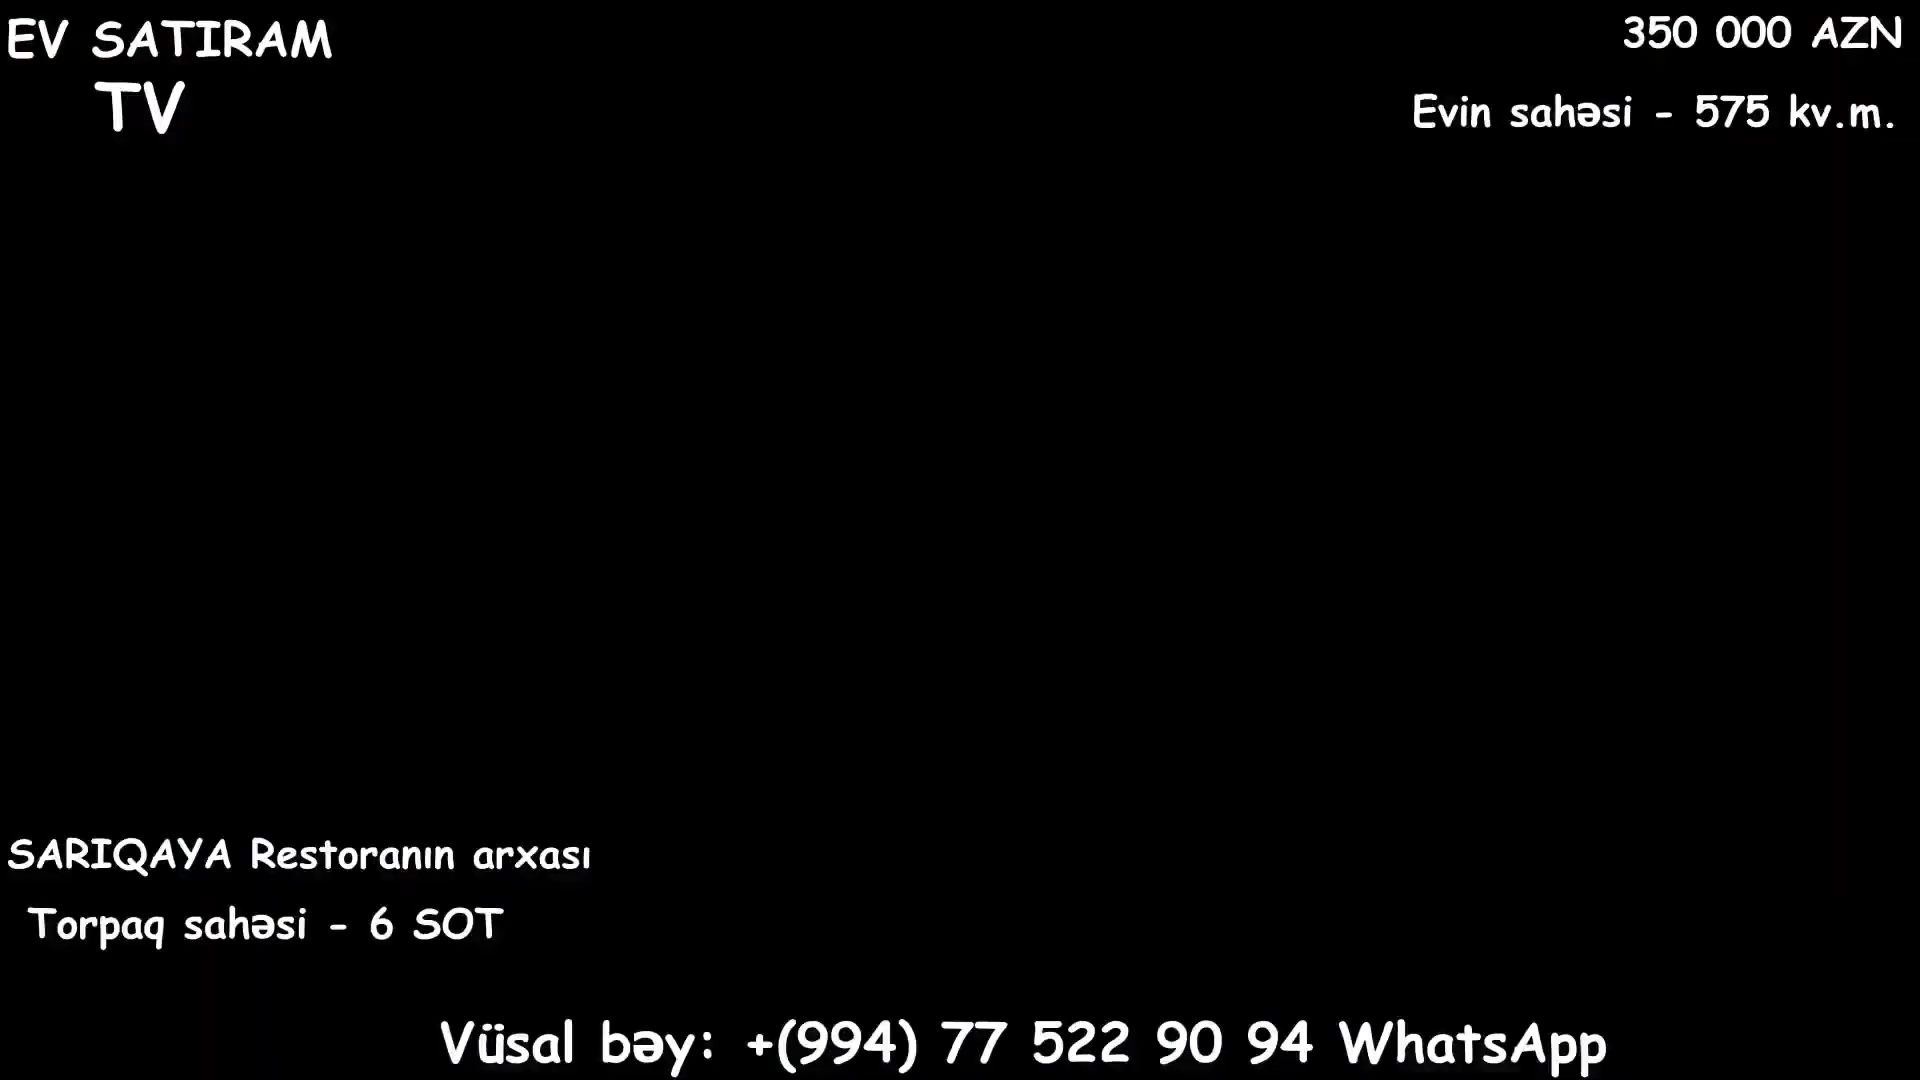 EV SATIRAM
TV
350 000 AZN
Evin sahəsi - 575 kv.m.
SARIQAYA Restoranın arxası
Torpaq sahəsi - 6 SOT
Vüsal bəy: +(994) 77 522 90 94 WhatsApp